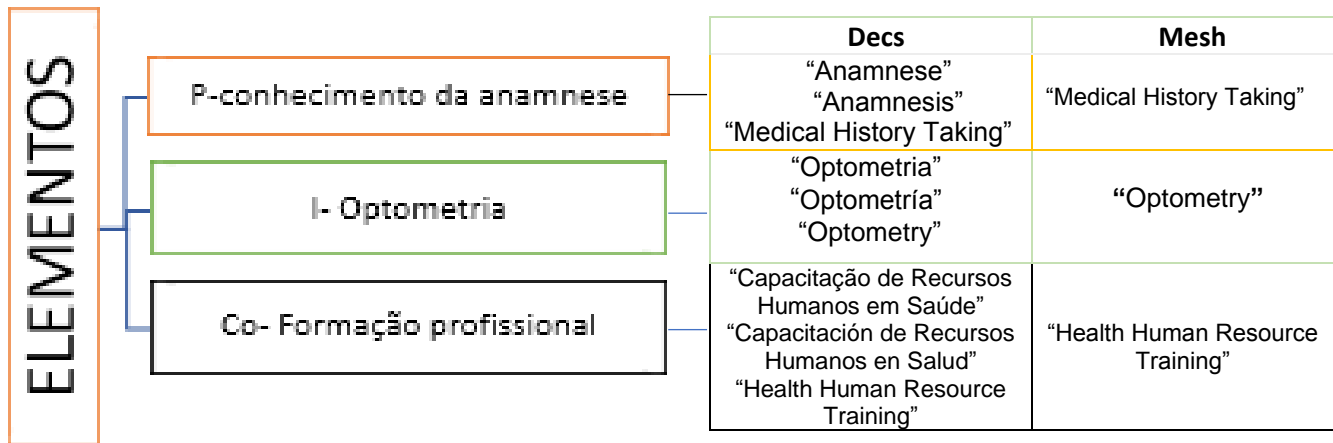 ELEMENTOS
Decs
Mesh
P-conhecimento da anamnese
“Anamnese”
“Anamnesis”
“Medical History Taking”
“Medical History Taking”
I- Optometria
“Optometria”
“Optometría”
“Optometry”
“Optometry”
Co- Formação profissional
“Capacitação de Recursos
Humanos em Saúde”
“Capacitación de Recursos
Humanos en Salud”
“Health Human Resource
Training”
“Health Human Resource
Training”